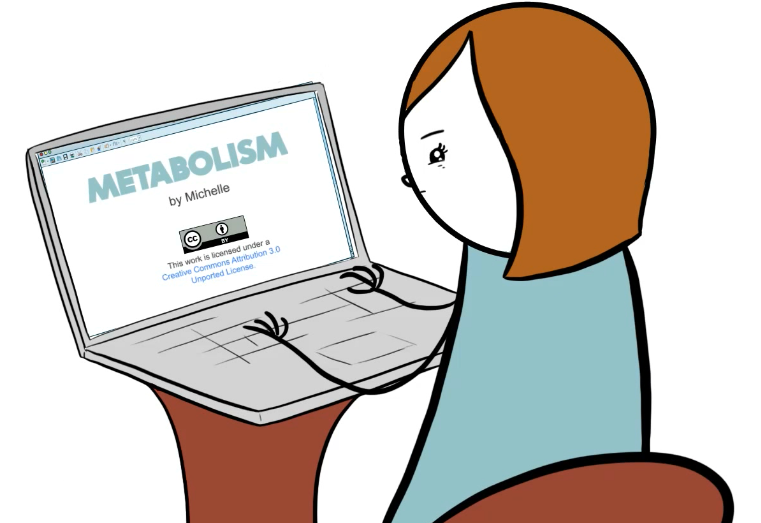 METABOLISM
by Michelle
cc BY
This work is licensed under a
Creative Commons Attribution 3.0
Unported License.